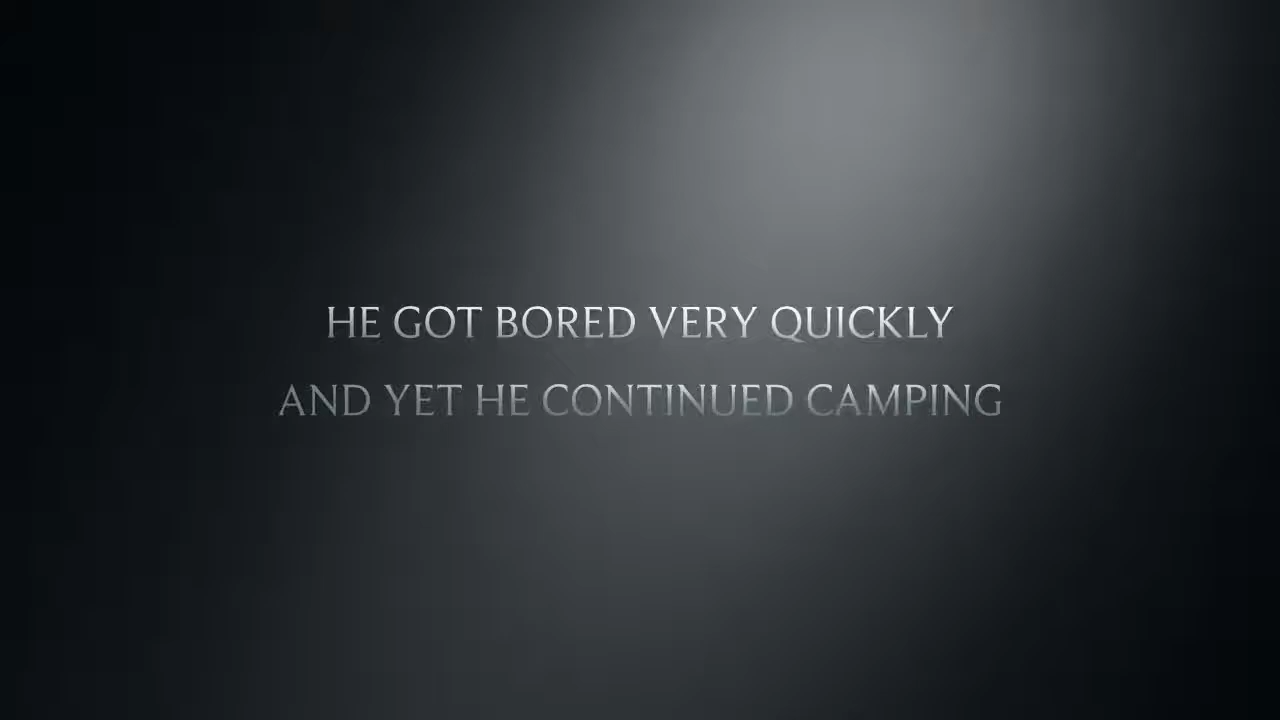 HE GOT BORED VERY QUICKLY
AND YET HE CONTINUED CAMPING